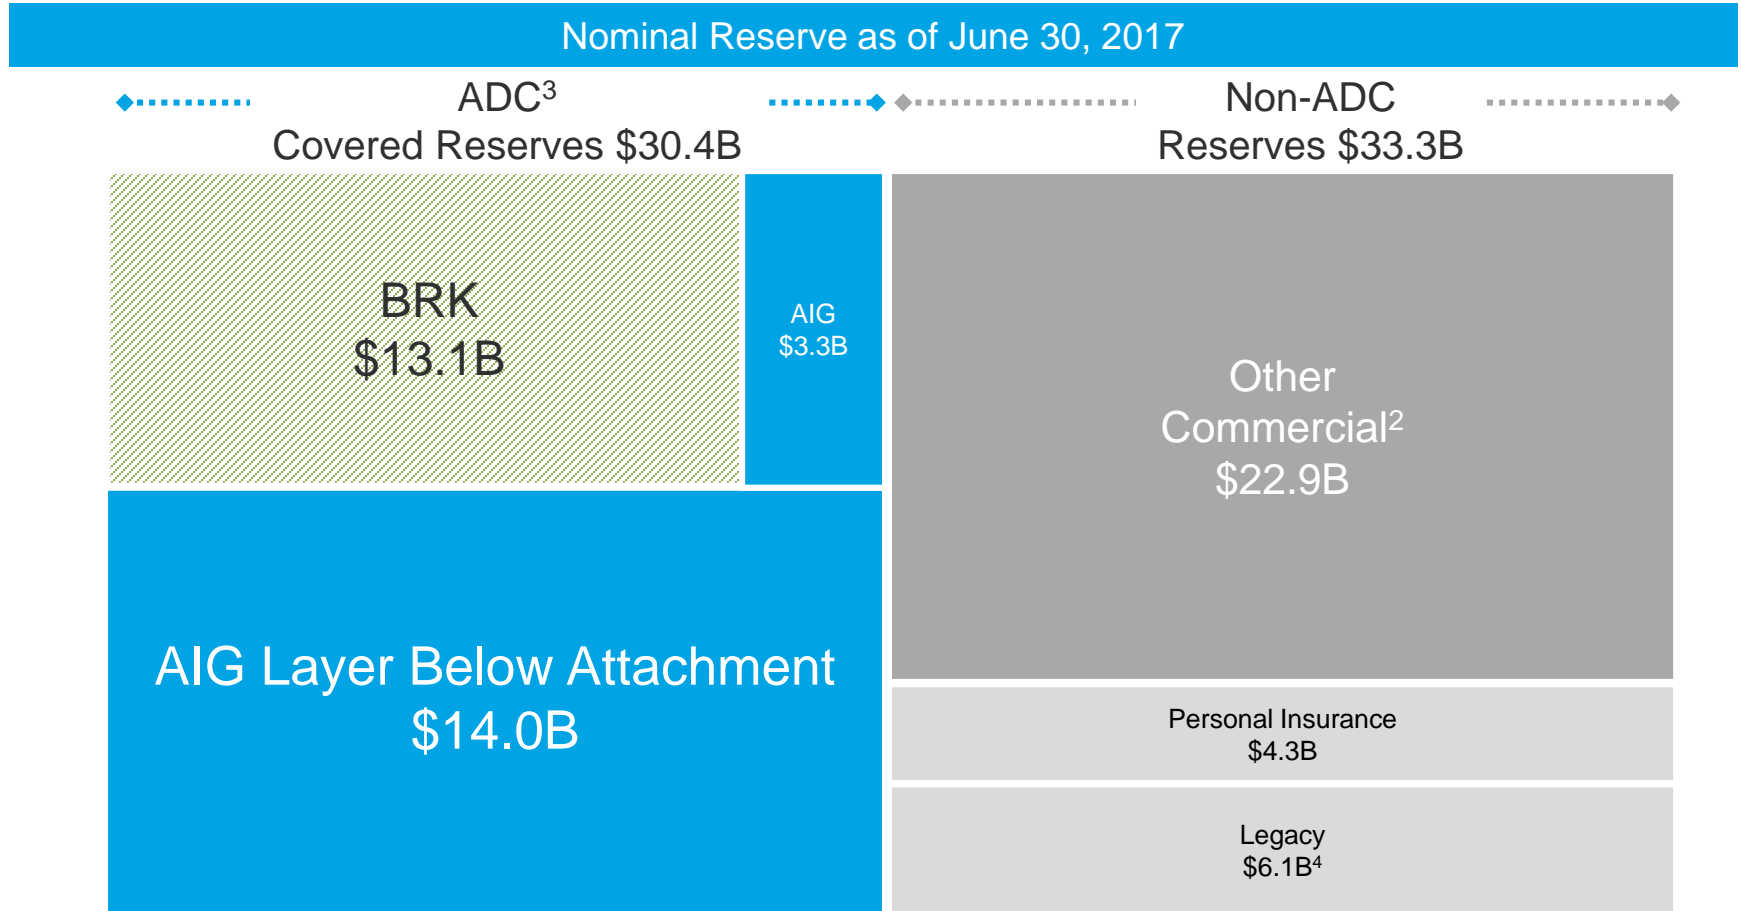 Nominal Reserve as of June 30, 2017
ADC³
Covered Reserves $30.4B
Non-ADC
Reserves $33.3B
BRK
$13.1B
AIG
$3.3B
AIG Layer Below Attachment
$14.0B
Other
Commercial²
$22.9B
Personal Insurance
$4.3B
Legacy
$6.1B⁴